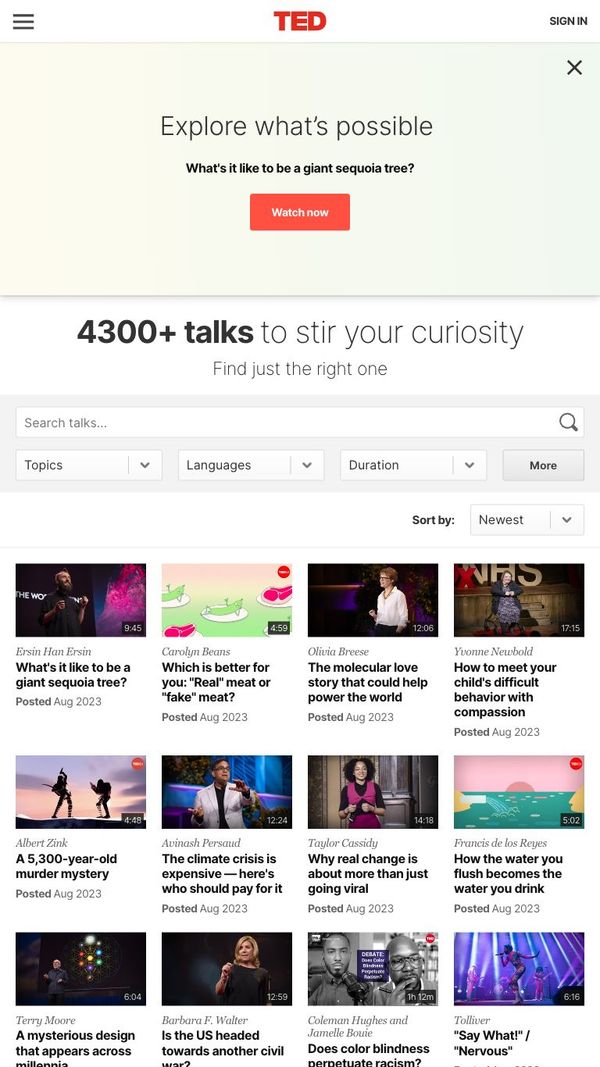 TED
SIGN IN
Explore what's possible
What's it like to be a giant sequoia tree?
Watch now
4300+ talks to stir your curiosity
Find just the right one
Search talks...
Topics
Languages
Duration
More
Sort by:
Newest
THE WO
9:45
Ersin Han Ersin
What's it like to be a
giant sequoia tree?
Posted Aug 2023
4:59
Carolyn Beans
Which is better for
you: "Real" meat or
"fake" meat?
Posted Aug 2023
12:06
Olivia Breese
The molecular love
story that could help
power the world
Posted Aug 2023
X NHS
17:15
Yvonne Newbold
How to meet your
child's difficult
behavior with
compassion
Posted Aug 2023
4:48
Albert Zink
A 5,300-year-old
murder mystery
Posted Aug 2023
12:24
Avinash Persaud
The climate crisis is
expensive — here's
who should pay for it
Posted Aug 2023
14:18
Taylor Cassidy
Why real change is
about more than just
going viral
Posted Aug 2023
5:02
Francis de los Reyes
How the water you
flush becomes the
water you drink
Posted Aug 2023
6:04
Terry Moore
A mysterious design
that appears across
millennia
12:59
Barbara F. Walter
Is the US headed
towards another civil
war?
DEBATE:
Does Color
Blindness
Perpetuate
Racism?
1h 12m
Coleman Hughes and
Jamelle Bouie
Does color blindness
perpetuate racism?
6:16
Tolliver
"Say What!" /
"Nervous"